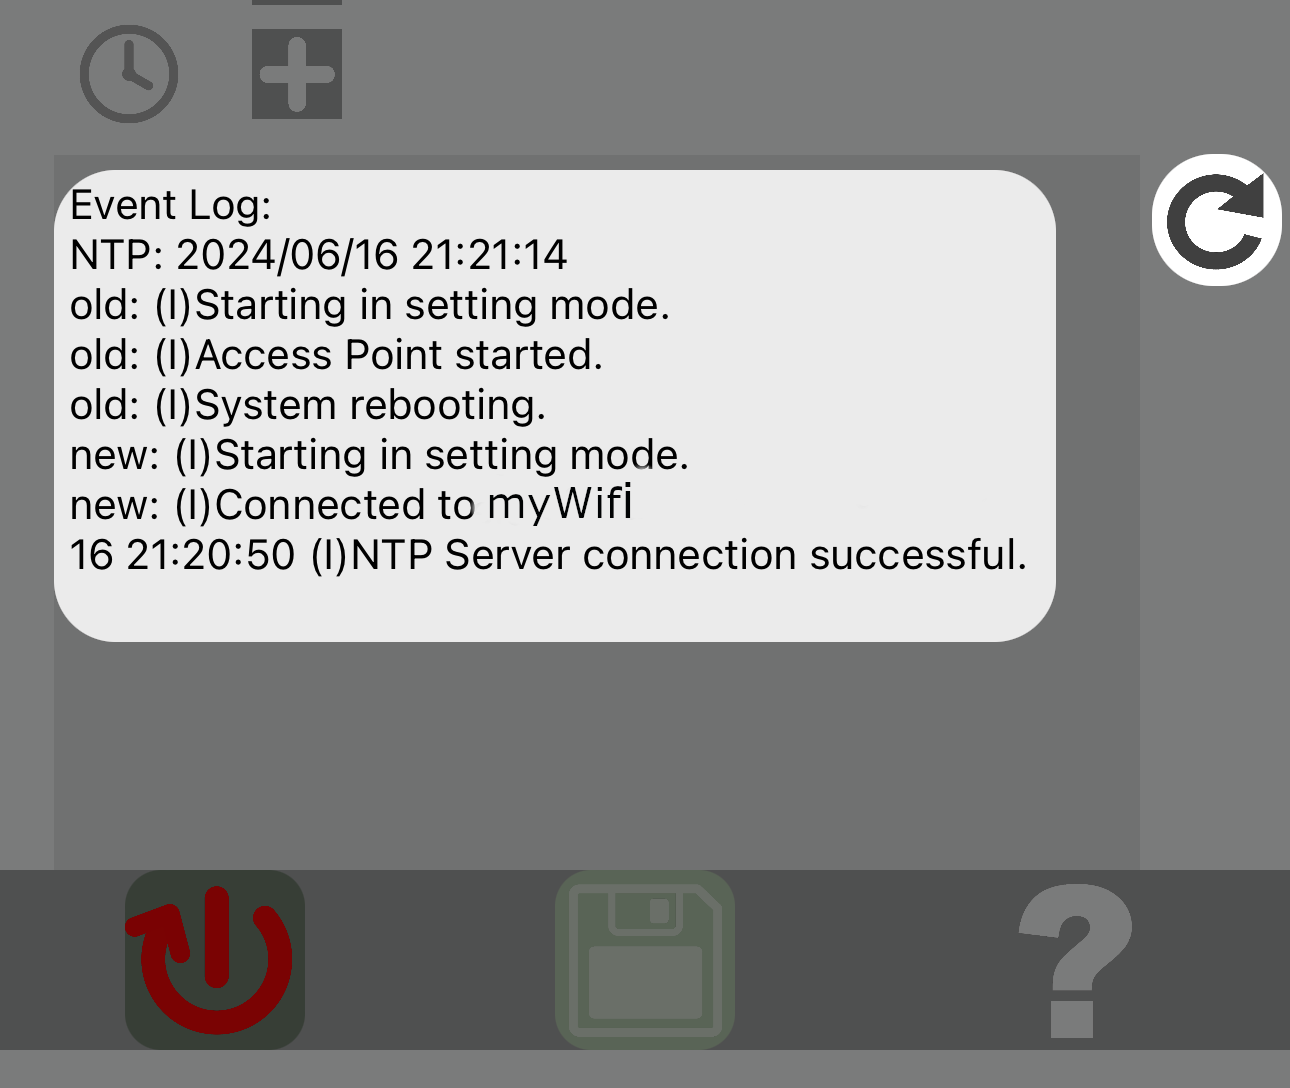 Event Log:
NTP: 2024/06/16 21:21:14
old: (I)Starting in setting mode.
old: (I)Access Point started.
old: (I)System rebooting.
new: (I)Starting in setting mode.
new: (I)Connected to myWifi
16 21:20:50 (I)NTP Server connection successful.